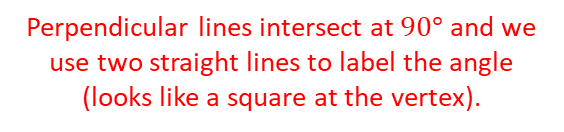 Perpendicular lines intersect at 90° and we
use two straight lines to label the angle
(looks like a square at the vertex).